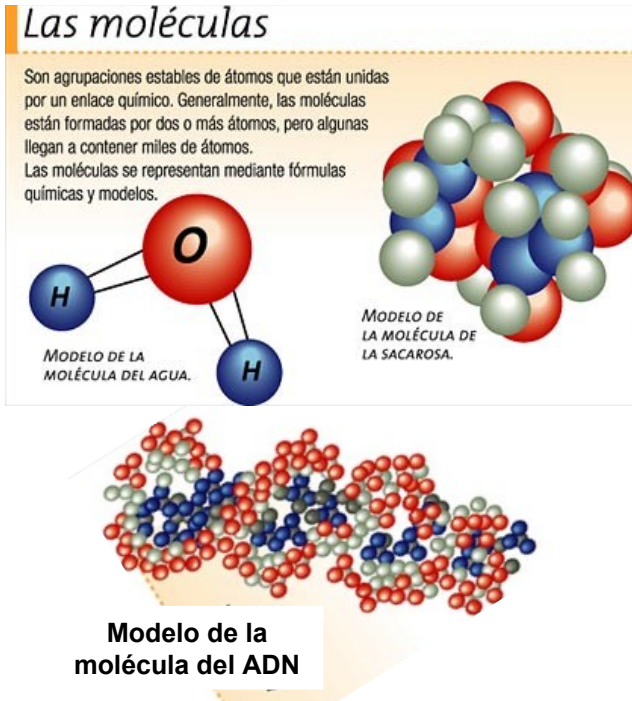 Las moléculas
Son agrupaciones estables de átomos que están unidas
por un enlace químico. Generalmente, las moléculas
están formadas por dos o más átomos, pero algunas
llegan a contener miles de átomos.
Las moléculas se representan mediante fórmulas
químicas y modelos.
O
H
H
MODELO DE LA
MOLÉCULA DEL AGUA.
MODELO DE
LA MOLÉCULA DE
LA SACAROSA.
Modelo de la
molécula del ADN